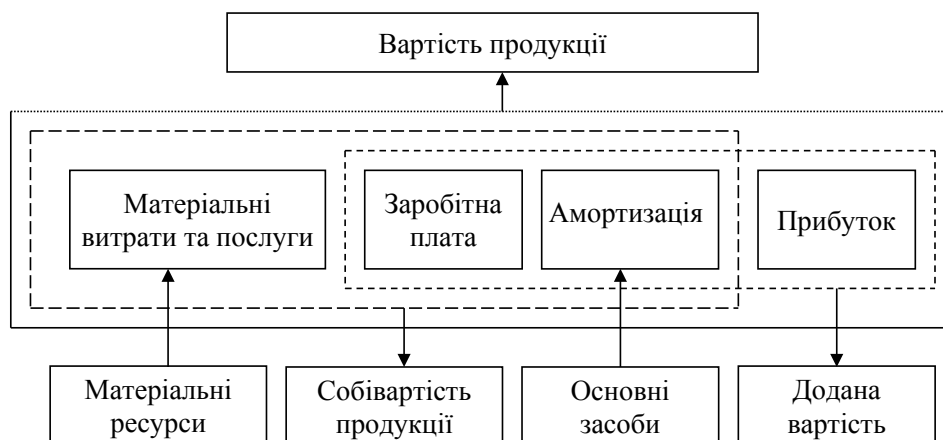 Вартість продукції
Матеріальні
витрати та послуги
Заробітна
плата
Амортизація
Прибуток
Матеріальні
ресурси
Собівартість
продукції
Основні
засоби
Додана
вартість